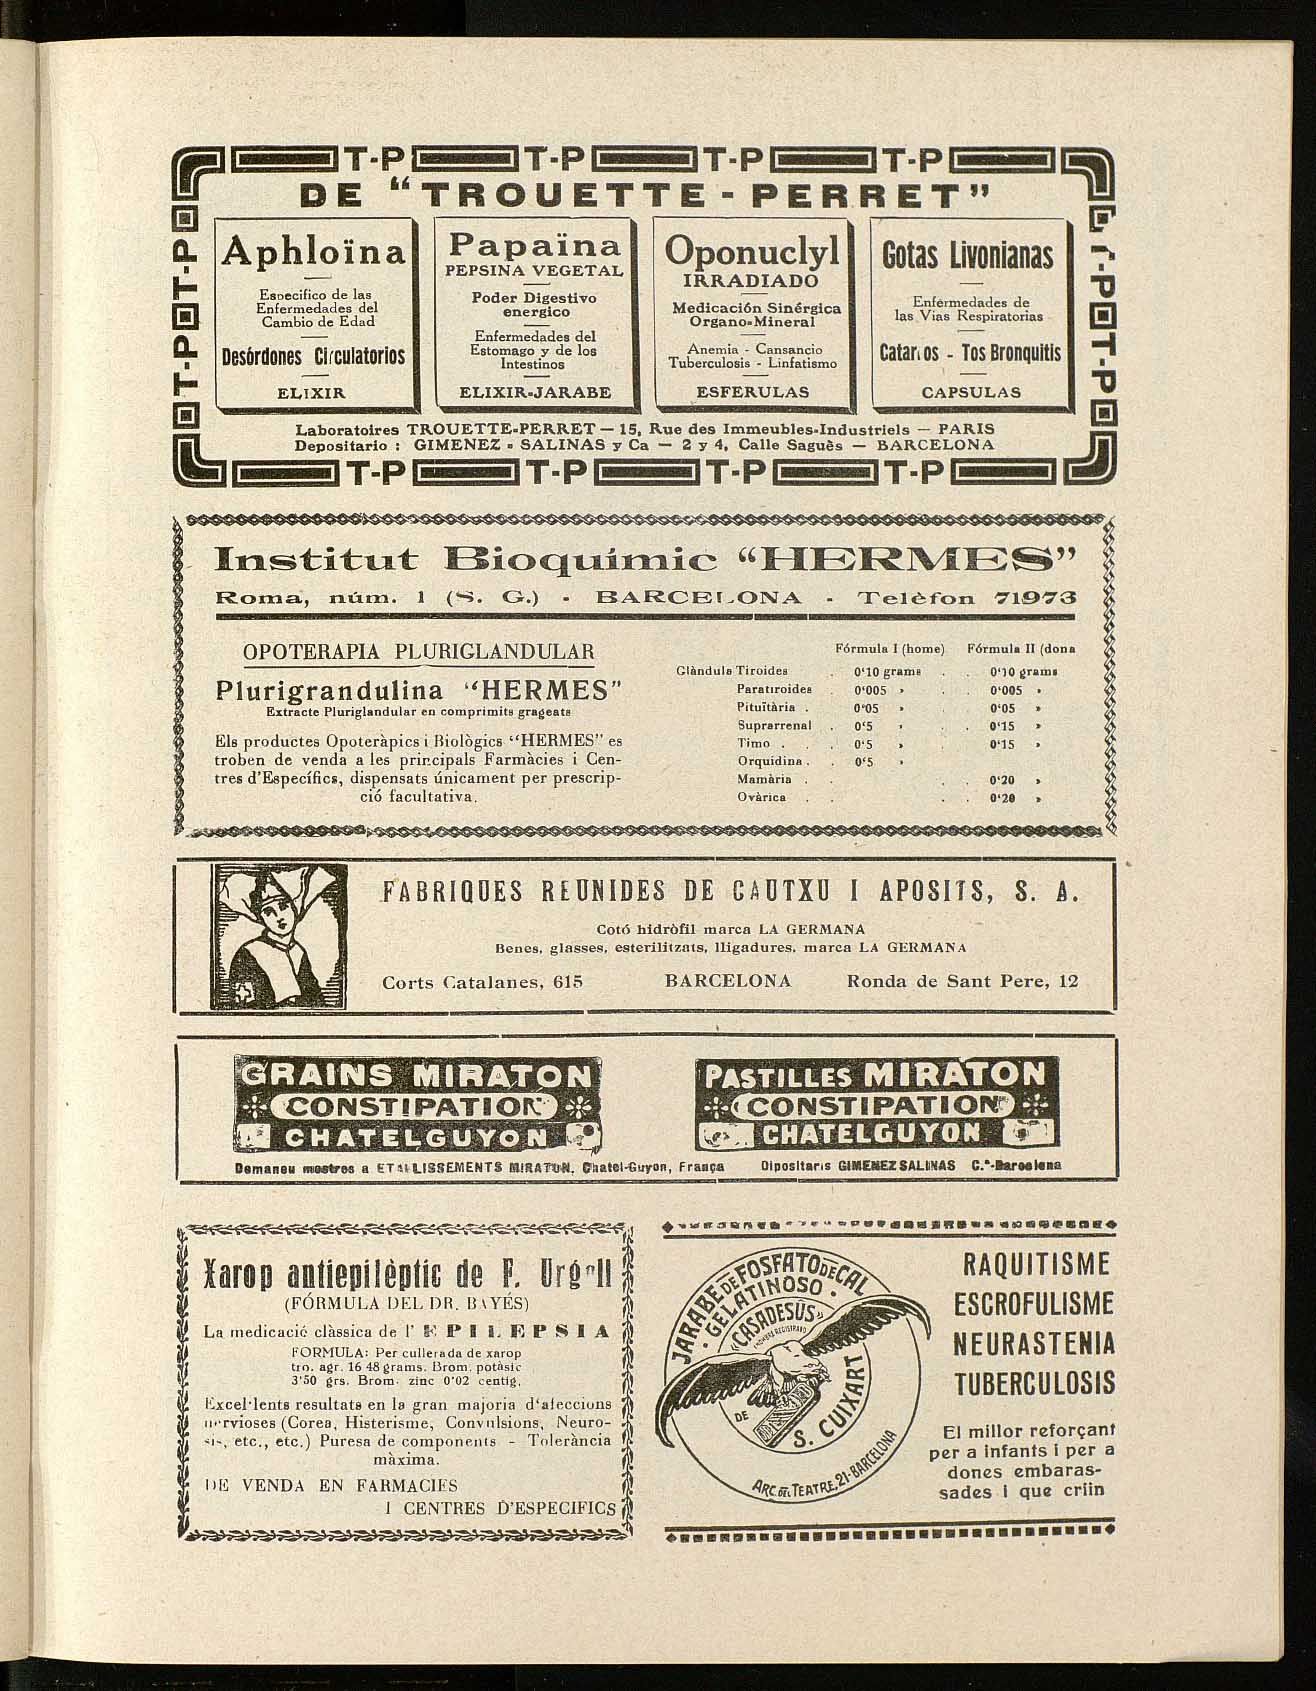 T-P T-P T-P T-P
DE “TROUETTE-PERRET”
Aphloïna
Especifico de las
Enfermedades del
Cambio de Edad
Desórdones Circulatorios
ELIXIR
Papaïna
PEPSINA VEGETAL
Poder Digestivo
energico
Enfermedades del
Estomago y de los
Intestinos
ELIXIR-JARABE
Oponuclyl
IRRADIADO
Medicación Sinérgica
Organo-Mineral
Anemia - Cansancio
Tuberculosis - Linfatismo
ESFERULAS
Gotas Livonianas
Enfermedades de
las Vias Respiratorias
Catarros - Tos Bronquitis
CAPSULAS
T-P T-P
T-P T-P
Laboratoires TROUETTE-PERRET — 15, Rue des Immeubles-Industriels — PARIS
Depositario : GIMENEZ - SALINAS y Ca — 2 y 4, Calle Saguès — BARCELONA
T-P T-P T-P T-P
Institut Bioquímic “HERMES”
Roma, núm. 1 (S. G.) - BARCELONA - Telèfon 71973
OPOTERAPIA PLURIGLANDULAR
Plurigrandulina “HERMES”
Extracte Pluriglandular en comprimits grageats
Els productes Opoteràpics i Biològics “HERMES” es
troben de venda a les principals Farmàcies i Cen-
tres d'Específics, dispensats únicament per prescrip-
ció facultativa.
Fórmula I (home) Fórmula II (dona
Glàndula Tiroides . 0'10 grams . . 0'10 grams
Paratiroides 0'005 » . . 0'005 »
Pituïtària . 0'05 » . . 0'05 »
Suprarrenal . 0'5 » . . 0'15 »
Timo . . . 0'5 » . . 0'15 »
Orquidina . . 0'5 »
Mamària . . . . 0'20 »
Ovàrica . . . . 0'20 »
FABRIQUES REUNIDES DE CAUTXU I APOSITS, S. A.
Cotó hidròfil marca LA GERMANA
Benes, glasses, esterilitzats, lligadures, marca LA GERMANA
Corts Catalanes, 615 BARCELONA Ronda de Sant Pere, 12
GRAINS MIRATON
CONSTIPATION
CHATELGUYON
PASTILLES MIRATON
CONSTIPATION
CHATELGUYON
Demaneu mostres a ETABLISSEMENTS MIRATON, Chatel-Guyon, França Dipositaris GIMENEZ SALINAS C.ª-Barcelona
Xarop antiepilèptic de F. Urgell
(FÓRMULA DEL DR. BAYÉS)
La medicació clàssica de l' EPILEPSIA
FORMULA: Per cullerada de xarop
tro. agr. 16 48 grams. Brom. potàsic
3'50 grs. Brom. zinc 0'02 centig.
Excel·lents resultats en la gran majoria d'afeccions
nervioses (Corea, Histerisme, Convulsions, Neuro-
sis, etc., etc.) Puresa de components - Tolerància
màxima.
DE VENDA EN FARMACIES
I CENTRES D'ESPECIFICS
JARABE DE FOSFATO DE CAL
GELATINOSO
“CASADESÚS”
NOMBRE REGISTRADO
DE
S. CUIXART
ARC DEL TEATRE, 21-BARCELONA
RAQUITISME
ESCROFULISME
NEURASTENIA
TUBERCULOSIS
El millor reforçant
per a infants i per a
dones embaras-
sades i que criin